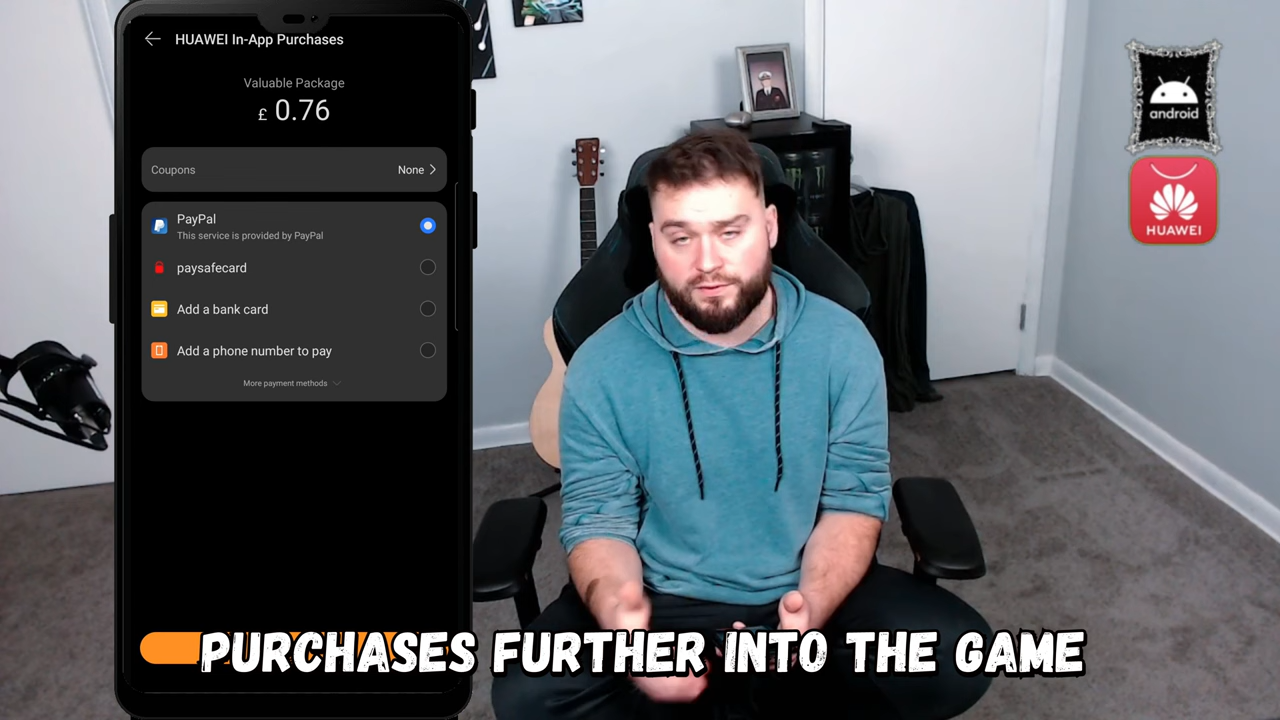 HUAWEI In-App Purchases
Valuable Package
£ 0.76
Coupons
None
PayPal
This service is provided by PayPal
paysafecard
Add a bank card
Add a phone number to pay
More payment methods
android
HUAWEI
PURCHASES FURTHER INTO THE GAME